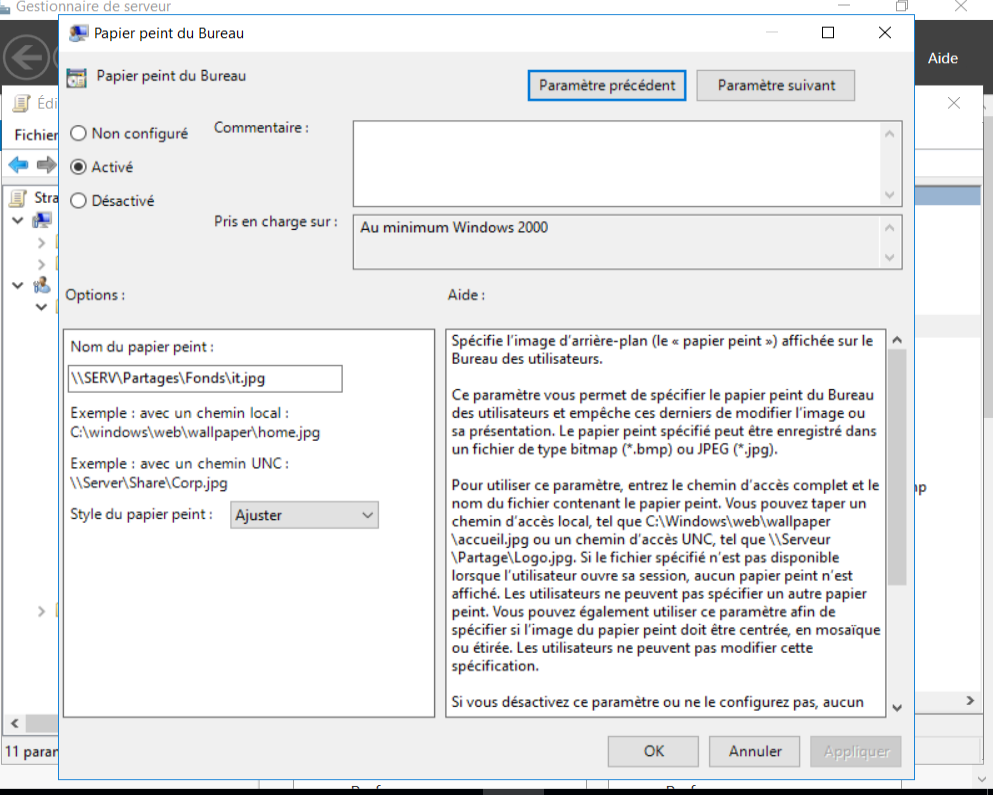 Gestionnaire de serveur
Papier peint du Bureau
Aide
Papier peint du Bureau
Paramètre précédent
Paramètre suivant
Édi
Fichier
Non configuré
Commentaire :
Activé
Désactivé
Stra
Pris en charge sur :
Au minimum Windows 2000
Options :
Aide :
Nom du papier peint :
\\SERV\Partages\Fonds\it.jpg
Exemple : avec un chemin local :
C:\windows\web\wallpaper\home.jpg
Exemple : avec un chemin UNC :
\\Server\Share\Corp.jpg
Style du papier peint :
Ajuster
Spécifie l'image d'arrière-plan (le « papier peint ») affichée sur le
Bureau des utilisateurs.
Ce paramètre vous permet de spécifier le papier peint du Bureau
des utilisateurs et empêche ces derniers de modifier l'image ou
sa présentation. Le papier peint spécifié peut être enregistré dans
un fichier de type bitmap (*.bmp) ou JPEG (*.jpg).
Pour utiliser ce paramètre, entrez le chemin d'accès complet et le
nom du fichier contenant le papier peint. Vous pouvez taper un
chemin d'accès local, tel que C:\Windows\web\wallpaper
\accueil.jpg ou un chemin d'accès UNC, tel que \\Serveur
\Partage\Logo.jpg. Si le fichier spécifié n'est pas disponible
lorsque l'utilisateur ouvre sa session, aucun papier peint n'est
affiché. Les utilisateurs ne peuvent pas spécifier un autre papier
peint. Vous pouvez également utiliser ce paramètre afin de
spécifier si l'image du papier peint doit être centrée, en mosaïque
ou étirée. Les utilisateurs ne peuvent pas modifier cette
spécification.
Si vous désactivez ce paramètre ou ne le configurez pas, aucun
11 parar
OK
Annuler
Appliquer